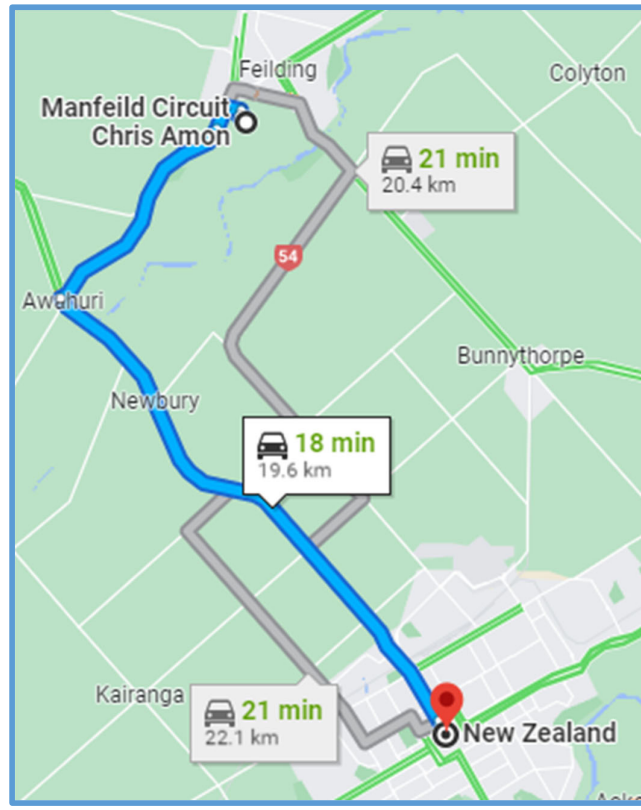 Feilding
Colyton
Manfeild Circuit
Chris Amon
21 min
20.4 km
54
Awahuri
Bunnythorpe
Newbury
18 min
19.6 km
Kairanga
21 min
22.1 km
New Zealand